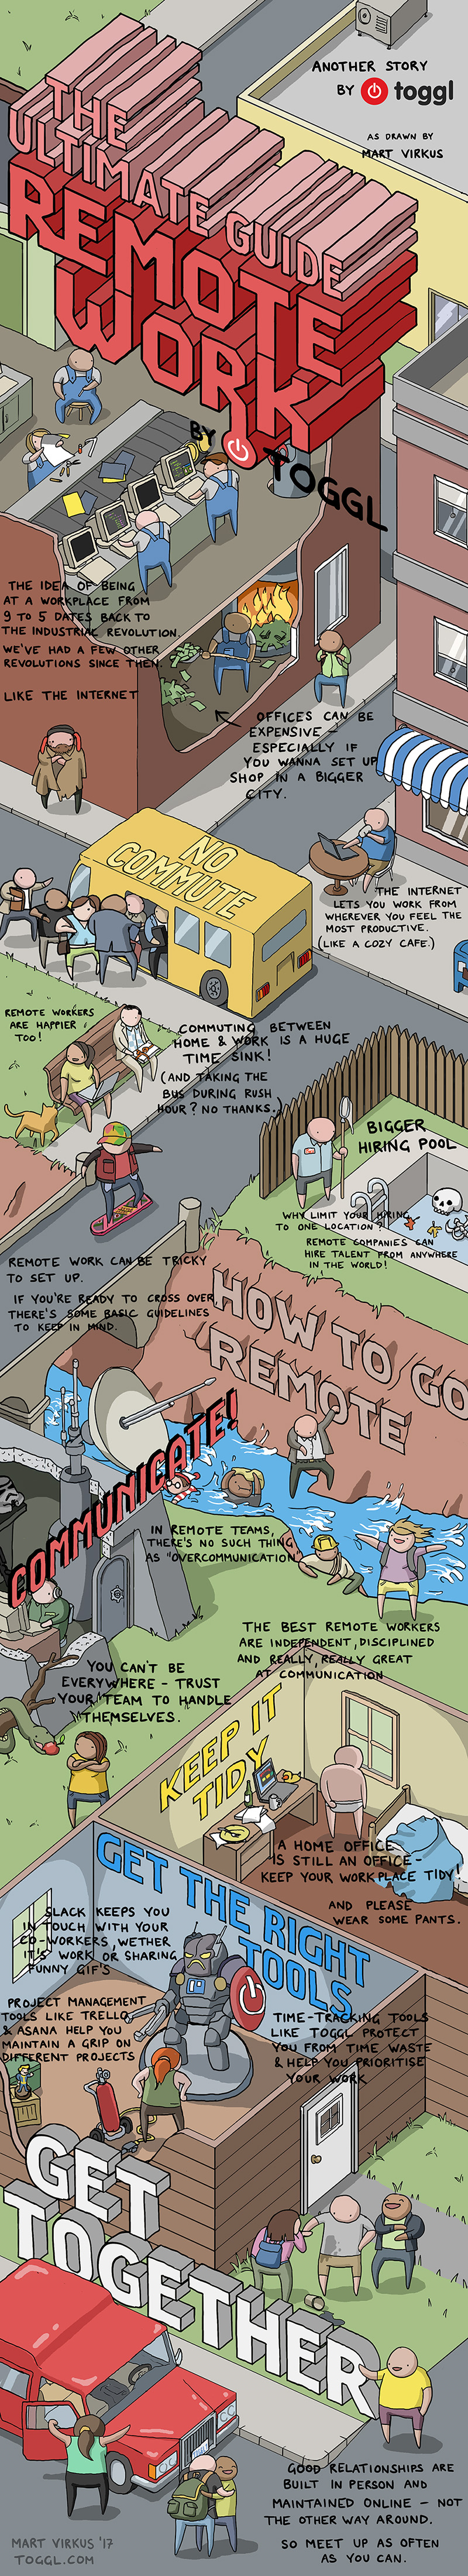 ANOTHER STORY
BY toggl
AS DRAWN BY
MART VIRKUS
THE
ULTIMATE GUIDE
REMOTE
WORK
BY TOGGL
THE IDEA OF BEING
AT A WORKPLACE FROM
9 TO 5 DATES BACK TO
THE INDUSTRIAL REVOLUTION.
WE'VE HAD A FEW OTHER
REVOLUTIONS SINCE THEN.
LIKE THE INTERNET
OFFICES CAN BE
EXPENSIVE –
ESPECIALLY IF
YOU WANNA SET UP
SHOP IN A BIGGER
CITY.
NO
COMMUTE
THE INTERNET
LETS YOU WORK FROM
WHEREVER YOU FEEL THE
MOST PRODUCTIVE.
(LIKE A COZY CAFE.)
REMOTE WORKERS
ARE HAPPIER
TOO!
COMMUTING BETWEEN
HOME & WORK IS A HUGE
TIME SINK!
(AND TAKING THE
BUS DURING RUSH
HOUR? NO THANKS.)
BIGGER
HIRING POOL
WHY LIMIT YOUR HIRING
TO ONE LOCATION?
REMOTE COMPANIES CAN
HIRE TALENT FROM ANYWHERE
IN THE WORLD!
REMOTE WORK CAN BE TRICKY
TO SET UP.
IF YOU'RE READY TO CROSS OVER,
THERE'S SOME BASIC GUIDELINES
TO KEEP IN MIND.
HOW TO GO
REMOTE
COMMUNICATE!
IN REMOTE TEAMS,
THERE'S NO SUCH THING
AS "OVERCOMMUNICATION"
THE BEST REMOTE WORKERS
ARE INDEPENDENT, DISCIPLINED
AND REALLY, REALLY GREAT
AT COMMUNICATION
YOU CAN'T BE
EVERYWHERE – TRUST
YOUR TEAM TO HANDLE
THEMSELVES.
KEEP IT
TIDY
A HOME OFFICE
IS STILL AN OFFICE –
KEEP YOUR WORKPLACE TIDY!
AND PLEASE
WEAR SOME PANTS.
GET THE RIGHT
TOOLS
SLACK KEEPS YOU
IN TOUCH WITH YOUR
CO-WORKERS, WETHER
IT'S WORK OR SHARING
FUNNY GIF'S
PROJECT MANAGEMENT
TOOLS LIKE TRELLO
& ASANA HELP YOU
MAINTAIN A GRIP ON
DIFFERENT PROJECTS
TIME-TRACKING TOOLS
LIKE TOGGL PROTECT
YOU FROM TIME WASTE
& HELP YOU PRIORITISE
YOUR WORK
GET
TOGETHER
GOOD RELATIONSHIPS ARE
BUILT IN PERSON AND
MAINTAINED ONLINE – NOT
THE OTHER WAY AROUND.
SO MEET UP AS OFTEN
AS YOU CAN.
MART VIRKUS '17
TOGGL.COM